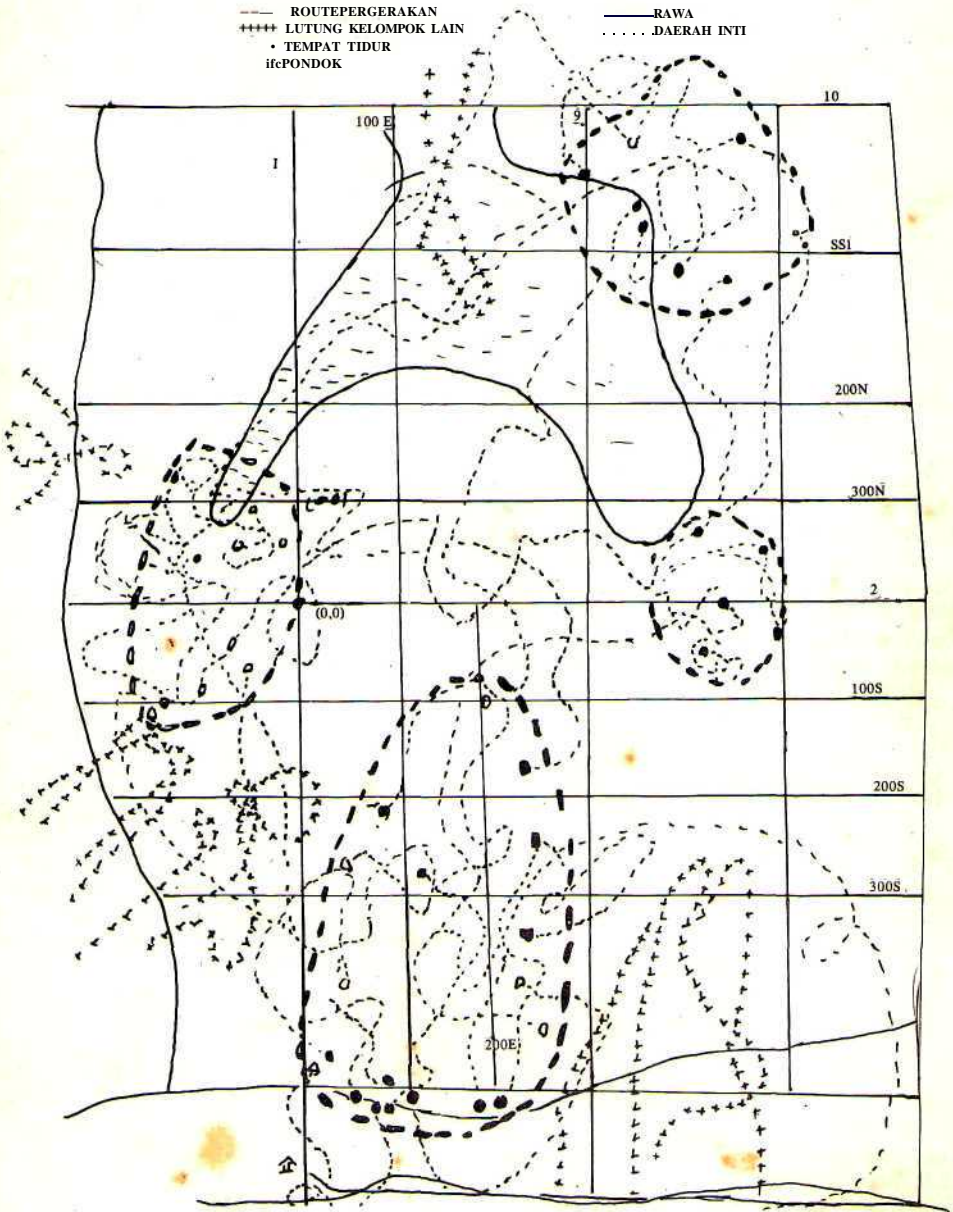 ROUTEPERGERAKAN
++++ LUTUNG KELOMPOK LAIN
• TEMPAT TIDUR
ifcPONDOK
RAWA
DAERAH INTI
10
100 E
9
I
SS1
200N
300N
2
(0,0)
100S
200S
300S
200E